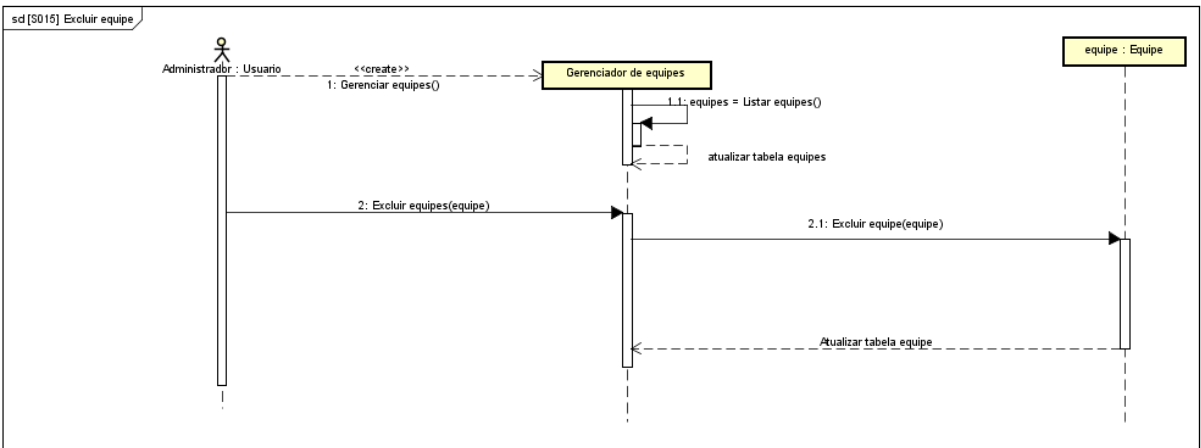 sd [S015] Excluir equipe
Administrador : Usuario
<<create>>
1: Gerenciar equipes()
Gerenciador de equipes
equipe : Equipe
1.1: equipes = Listar equipes()
atualizar tabela equipes
2: Excluir equipes(equipe)
2.1: Excluir equipe(equipe)
Atualizar tabela equipe